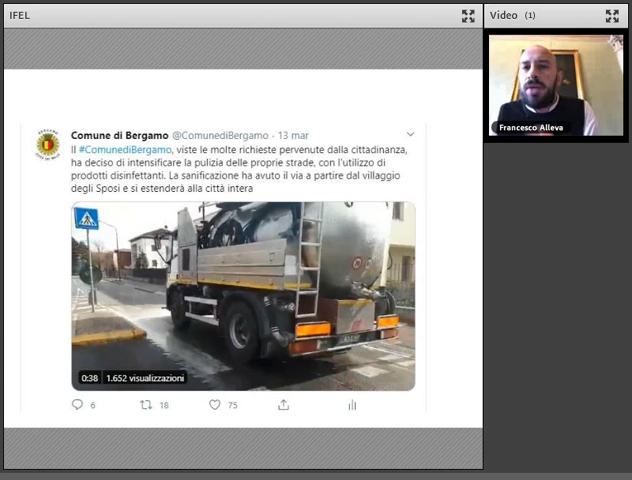 IFEL
Video (1)
Francesco Alleva
Comune di Bergamo @ComunediBergamo · 13 mar
Il #ComunediBergamo, viste le molte richieste pervenute dalla cittadinanza,
ha deciso di intensificare la pulizia delle proprie strade, con l'utilizzo di
prodotti disinfettanti. La sanificazione ha avuto il via a partire dal villaggio
degli Sposi e si estenderà alla città intera
0:38 1.652 visualizzazioni
6 18 75